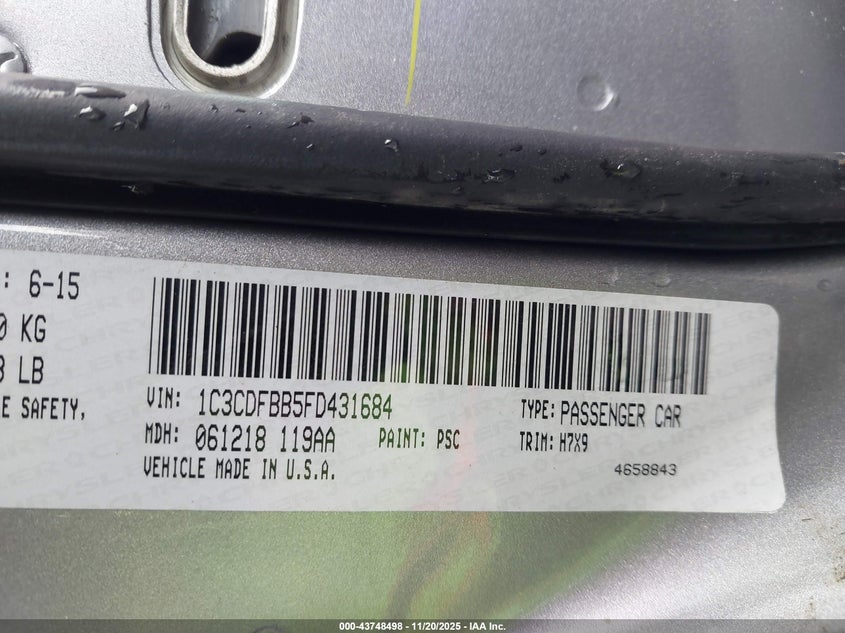 : 6-15
0 KG
LB
E SAFETY,
VIN: 1C3CDFBB5FD431684
TYPE: PASSENGER CAR
MDH: 061218 119AA
PAINT: PSC
TRIM: H7X9
VEHICLE MADE IN U.S.A.
4658843
000-43748498 - 11/20/2025 - IAA Inc.